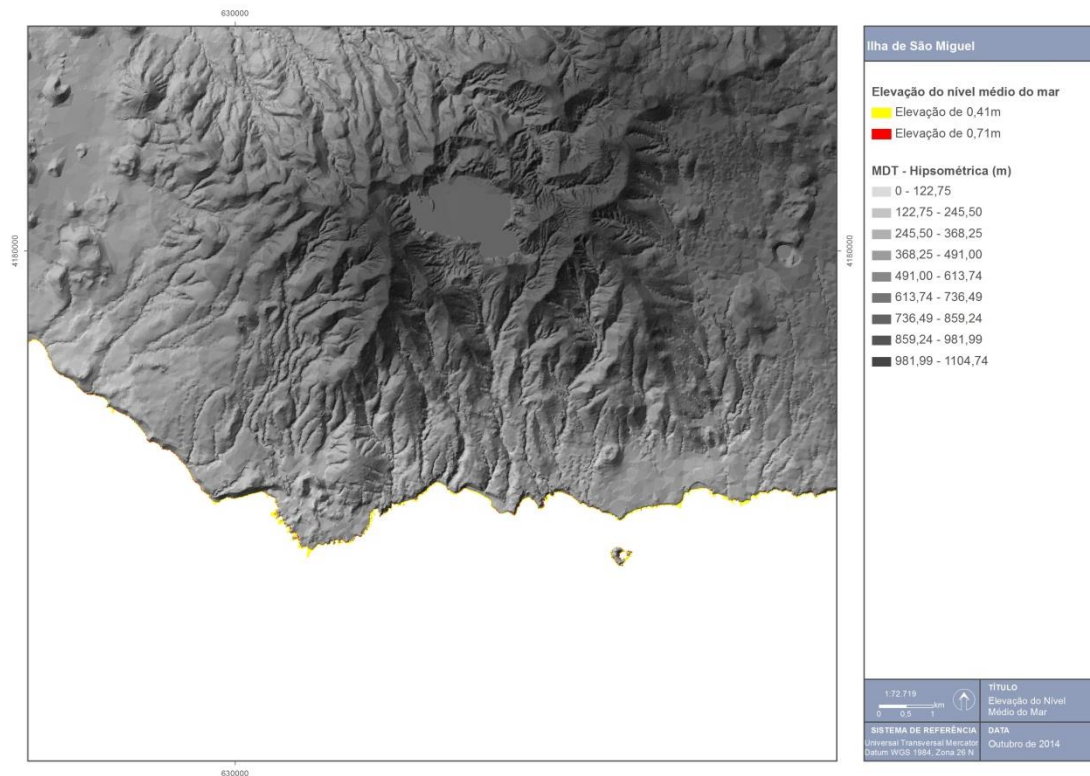 630000
4180000
4180000
630000
Ilha de São Miguel
Elevação do nível médio do mar
Elevação de 0,41m
Elevação de 0,71m
MDT - Hipsométrica (m)
0 - 122,75
122,75 - 245,50
245,50 - 368,25
368,25 - 491,00
491,00 - 613,74
613,74 - 736,49
736,49 - 859,24
859,24 - 981,99
981,99 - 1104,74
1:72.719
km
0 0,5 1
TÍTULO
Elevação do Nível
Médio do Mar
SISTEMA DE REFERÊNCIA
Universal Transversal Mercator
Datum WGS 1984, Zona 26 N
DATA
Outubro de 2014